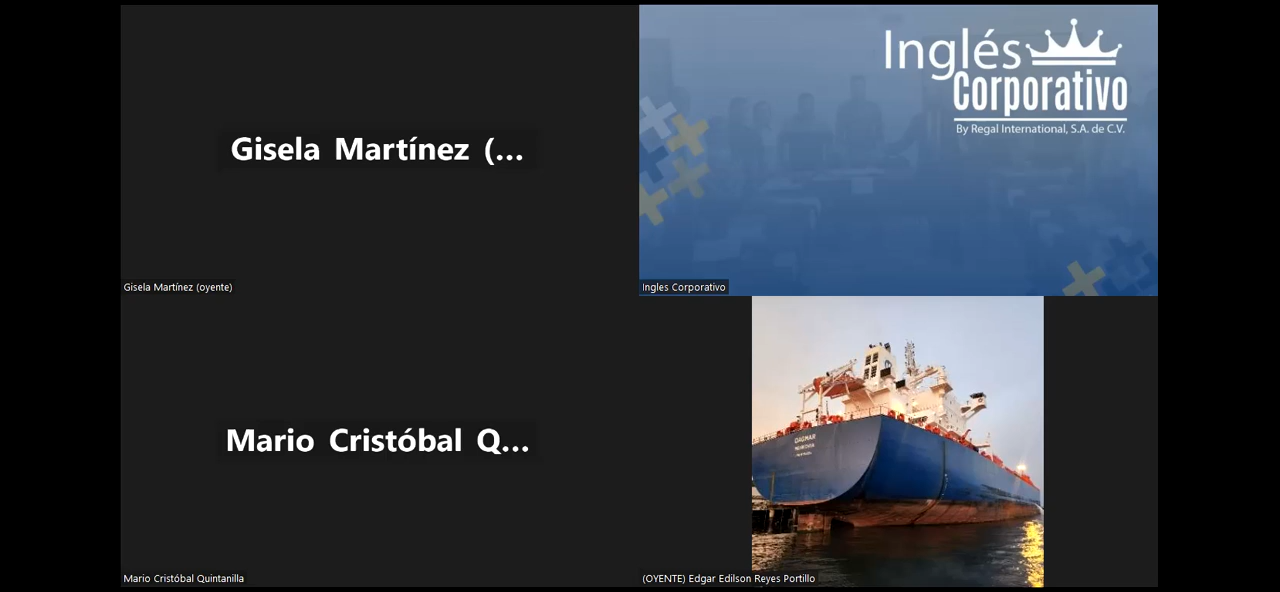 Gisela Martínez (...
Gisela Martínez (oyente)
Inglés
Corporativo
By Regal International, S.A. de C.V.
Ingles Corporativo
Mario Cristóbal Q...
Mario Cristóbal Quintanilla
DAGMAR
(OYENTE) Edgar Edilson Reyes Portillo